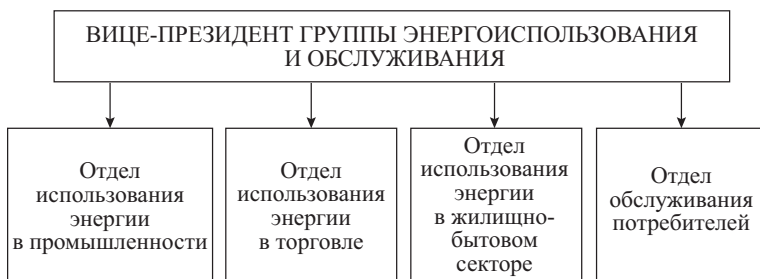 ВИЦЕ-ПРЕЗИДЕНТ ГРУППЫ ЭНЕРГОИСПОЛЬЗОВАНИЯ
И ОБСЛУЖИВАНИЯ
Отдел
использования
энергии
в промышленности
Отдел
использования
энергии
в торговле
Отдел
использования
энергии
в жилищно-
бытовом
секторе
Отдел
обслуживания
потребителей